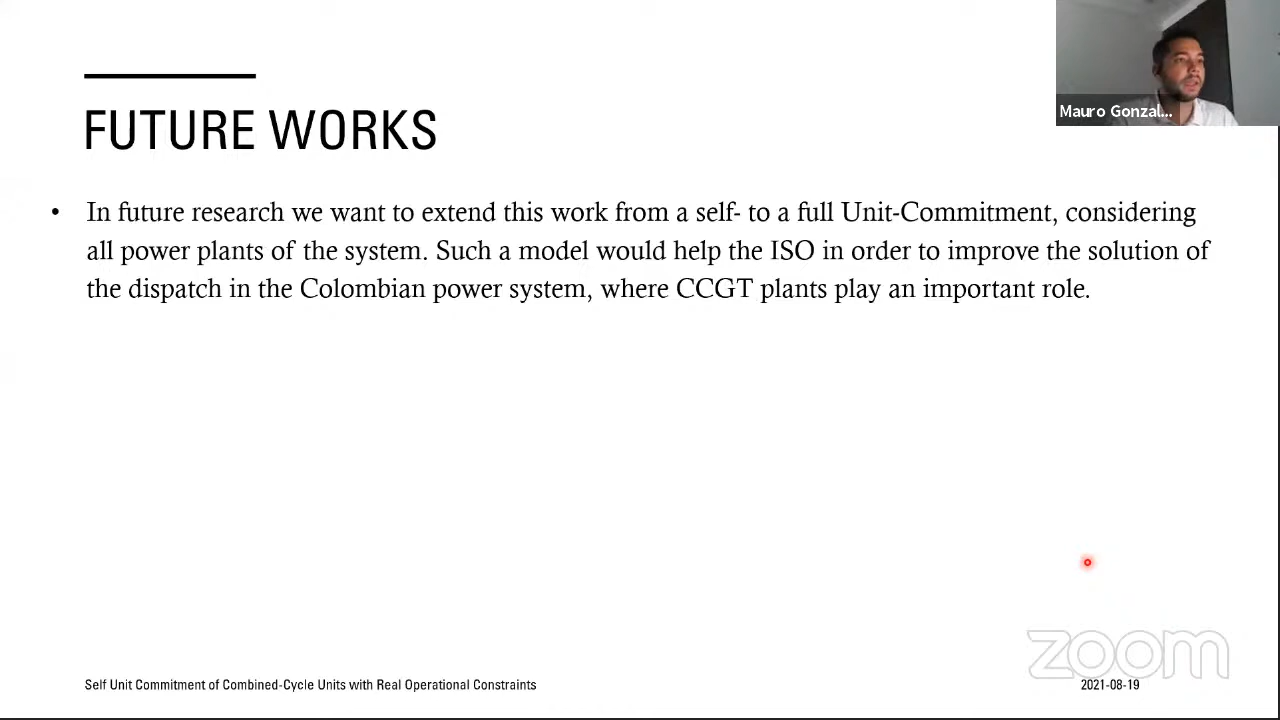 Mauro Gonzal...
FUTURE WORKS
• In future research we want to extend this work from a self- to a full Unit-Commitment, considering
all power plants of the system. Such a model would help the ISO in order to improve the solution of
the dispatch in the Colombian power system, where CCGT plants play an important role.
zoom
Self Unit Commitment of Combined-Cycle Units with Real Operational Constraints
2021-08-19